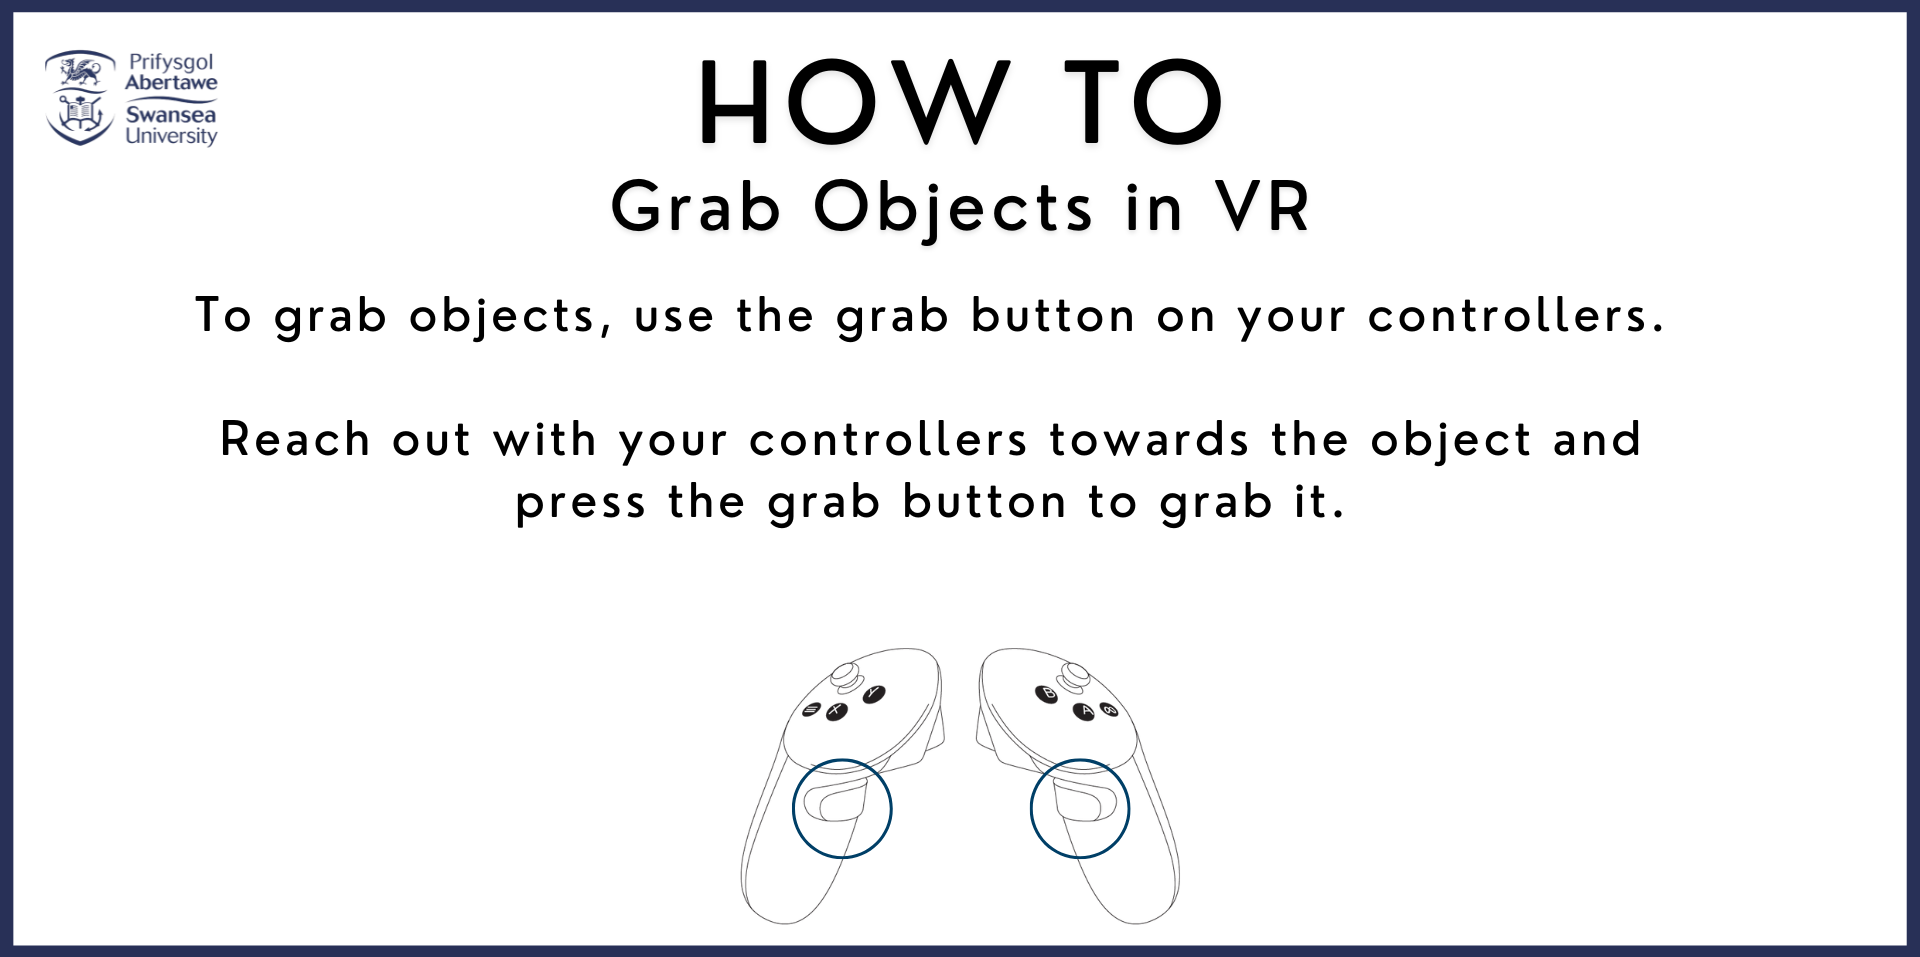 Prifysgol
Abertawe
Swansea
University
HOW TO
Grab Objects in VR
To grab objects, use the grab button on your controllers.
Reach out with your controllers towards the object and
press the grab button to grab it.
Y
X
B
A